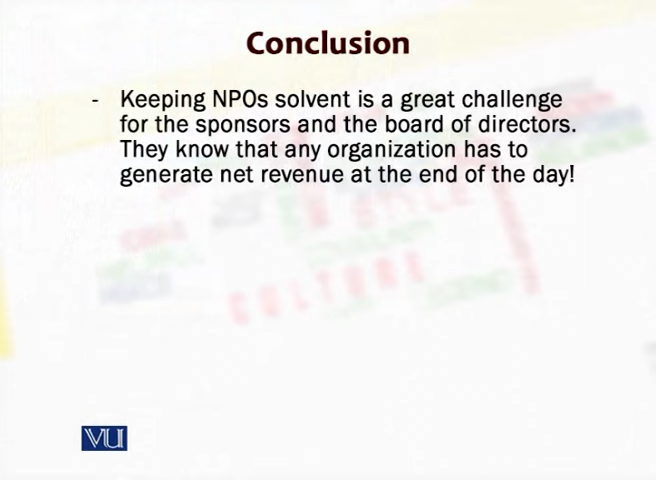 Conclusion
- Keeping NPOs solvent is a great challenge
for the sponsors and the board of directors.
They know that any organization has to
generate net revenue at the end of the day!
CULTURE
VU